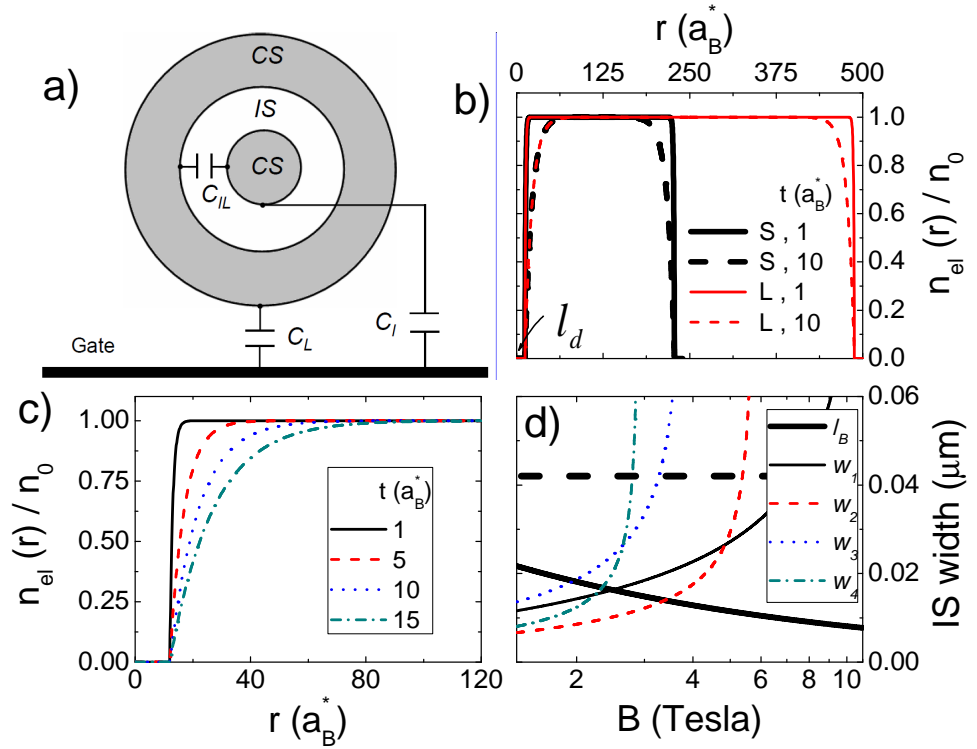 a)
CS
IS
CS
C_IL
C_L
C_I
Gate
b)
r (a_B^*)
0 125 250 375 500
t (a_B^*)
S , 1
S , 10
L , 1
L , 10
l_d
0.0
0.2
0.4
0.6
0.8
1.0
n_el (r) / n_0
c)
n_el (r) / n_0
1.00
0.75
0.50
0.25
0.00
t (a_B^*)
1
5
10
15
0 40 80 120
r (a_B^*)
d)
l_B
w_1
w_2
w_3
w_4
0.06
0.04
0.02
0.00
IS width (μm)
2 4 6 8 10
B (Tesla)